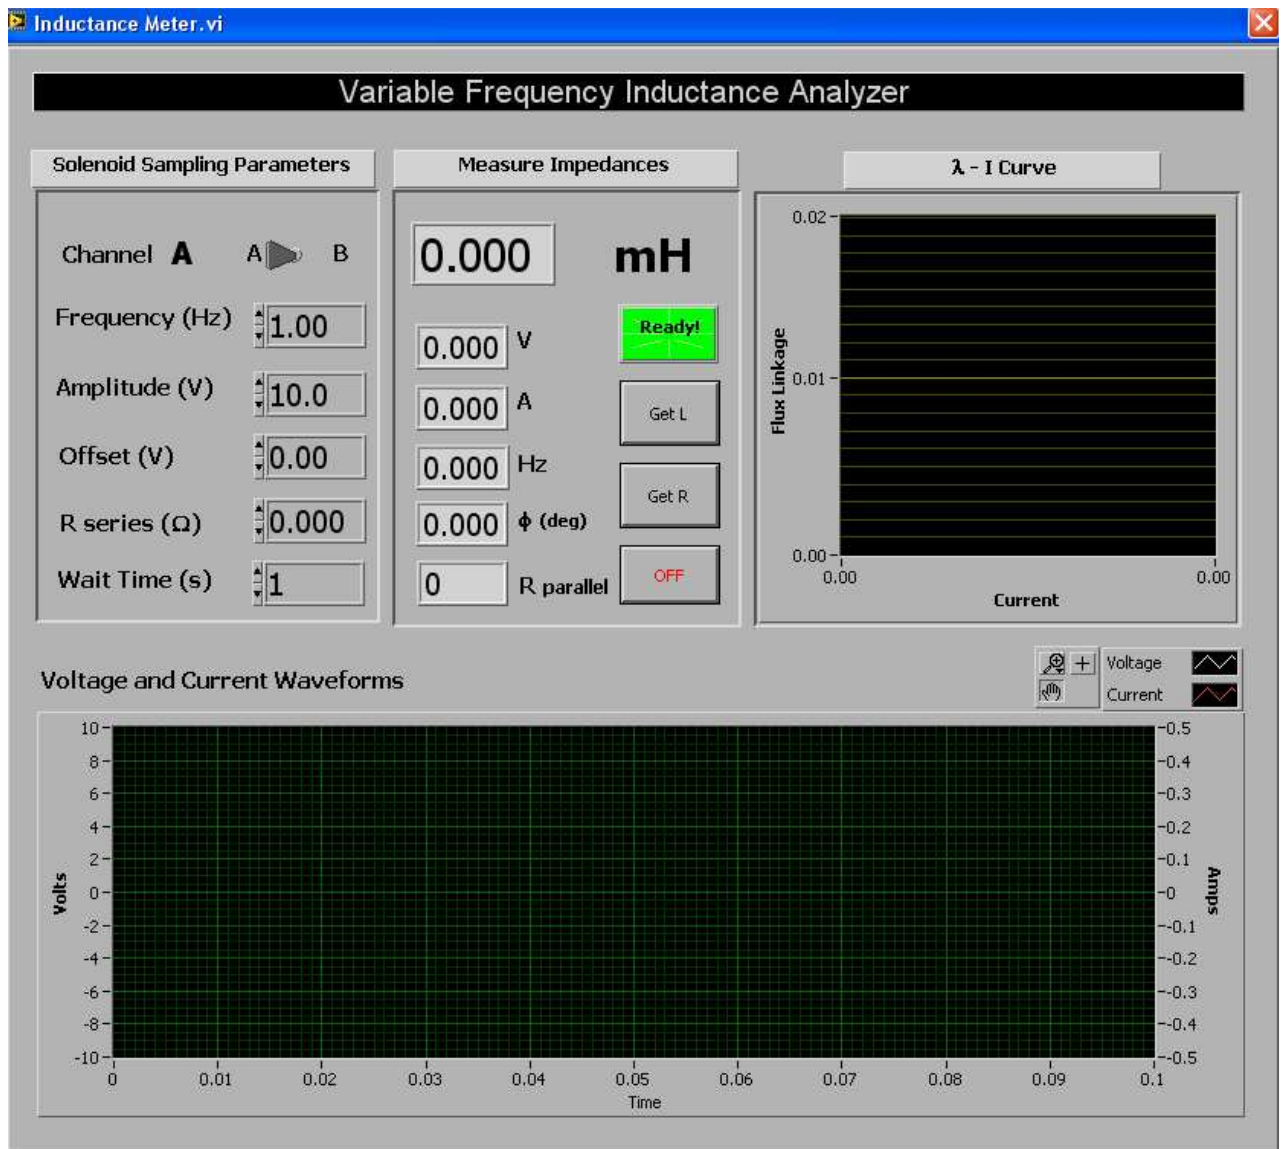 Inductance Meter.vi
Variable Frequency Inductance Analyzer
Solenoid Sampling Parameters
Channel A A B
Frequency (Hz) 1.00
Amplitude (V) 10.0
Offset (V) 0.00
R series (Ω) 0.000
Wait Time (s) 1
Measure Impedances
0.000 mH
Ready!
0.000 V
0.000 A
Get L
0.000 Hz
Get R
0.000 ϕ (deg)
0 R parallel
OFF
λ - I Curve
0.02
Flux Linkage
0.01
0.00
0.00 0.00
Current
Voltage and Current Waveforms
Voltage
Current
10
8
6
4
2
0
-2
-4
-6
-8
-10
Volts
0.5
0.4
0.3
0.2
0.1
0
-0.1
-0.2
-0.3
-0.4
-0.5
Amps
0 0.01 0.02 0.03 0.04 0.05 0.06 0.07 0.08 0.09 0.1
Time